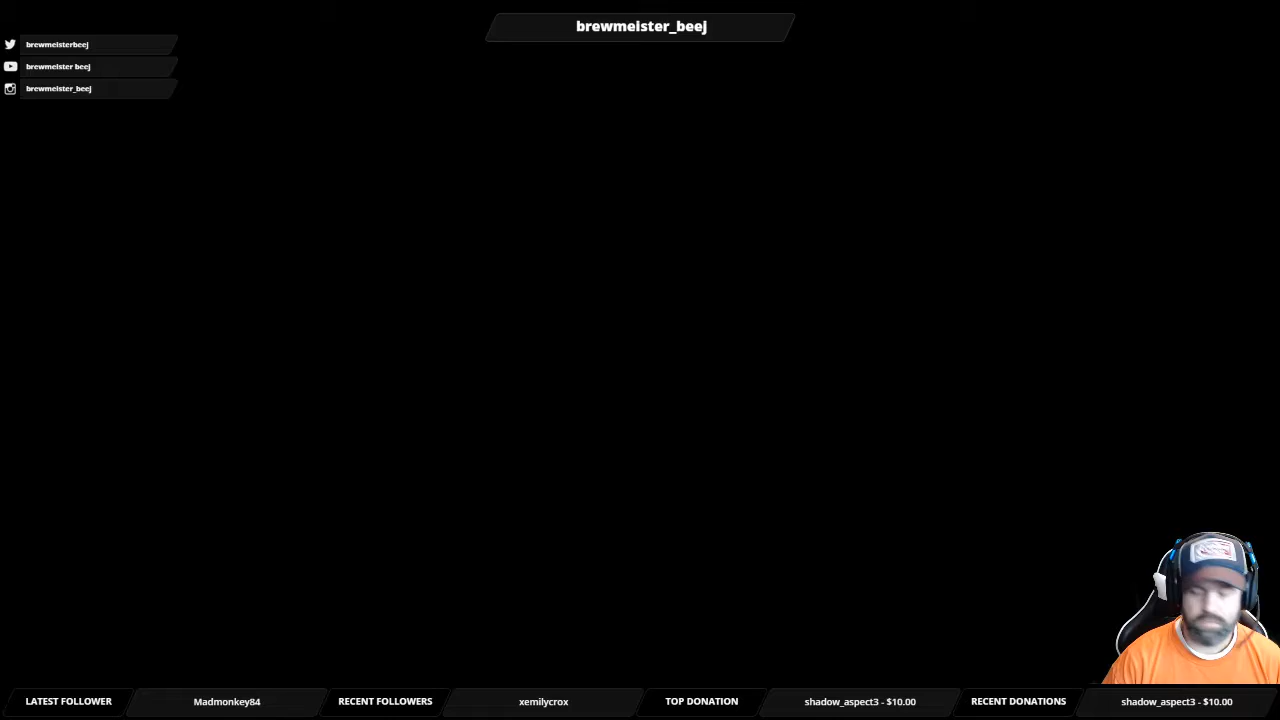 brewmeister_beej
brewmeisterbeej
brewmeister beej
brewmeister_beej
LATEST FOLLOWER Madmonkey84 RECENT FOLLOWERS xemilycrox TOP DONATION shadow_aspect3 - $10.00 RECENT DONATIONS shadow_aspect3 - $10.00